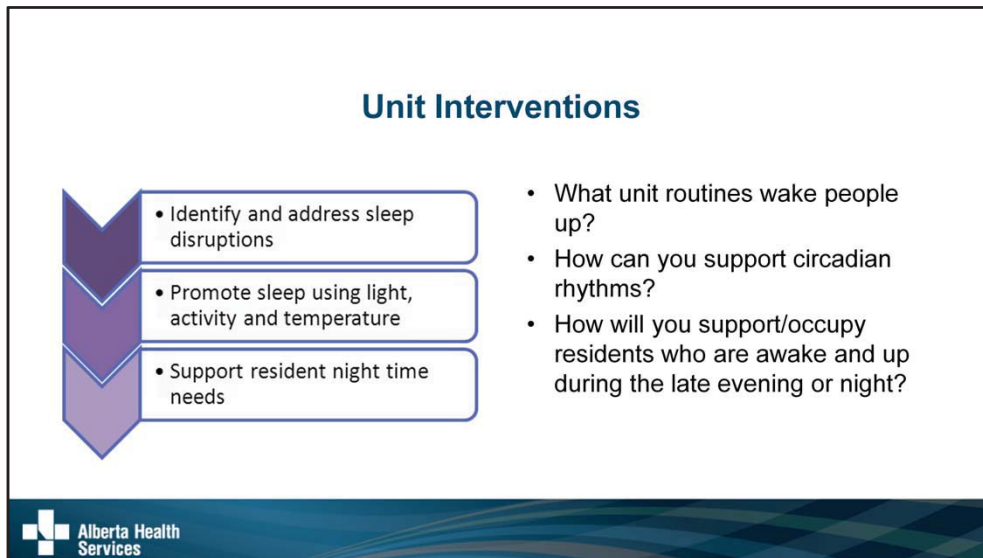 Unit Interventions
• Identify and address sleep
disruptions
• Promote sleep using light,
activity and temperature
• Support resident night time
needs
• What unit routines wake people
up?
• How can you support circadian
rhythms?
• How will you support/occupy
residents who are awake and up
during the late evening or night?
Alberta Health
Services